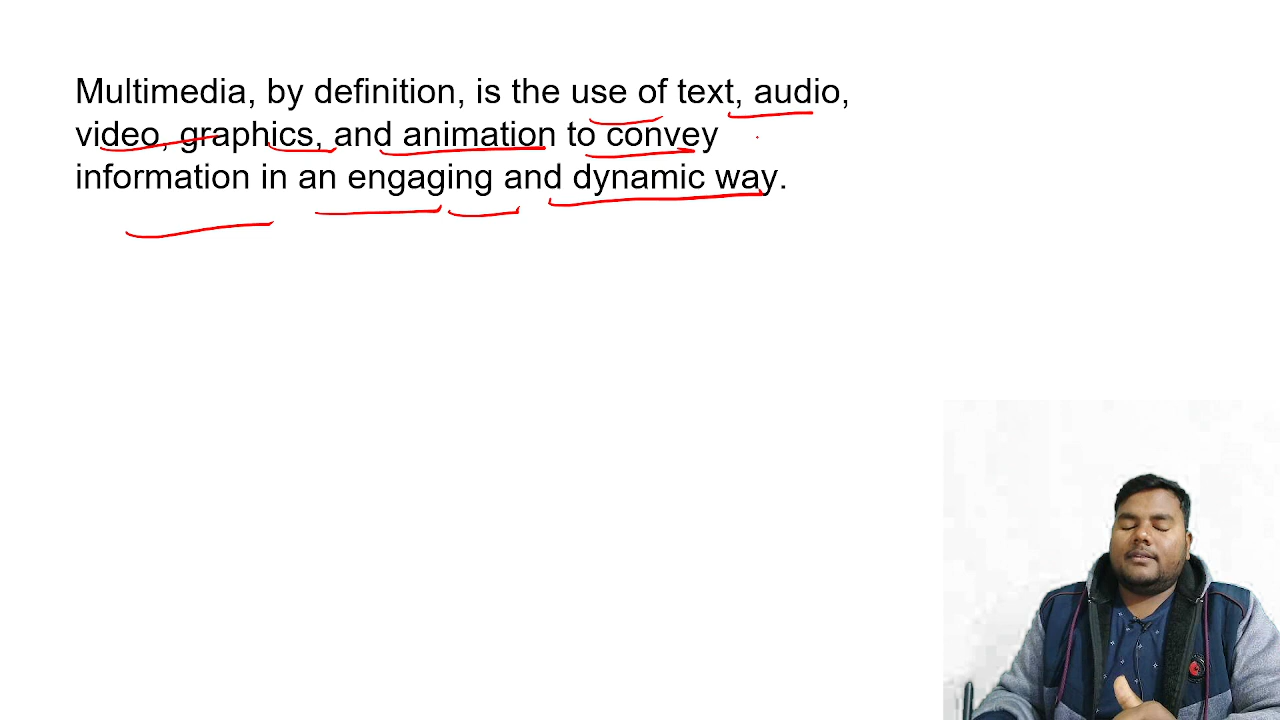 Multimedia, by definition, is the use of text, audio,
video, graphics, and animation to convey
information in an engaging and dynamic way.